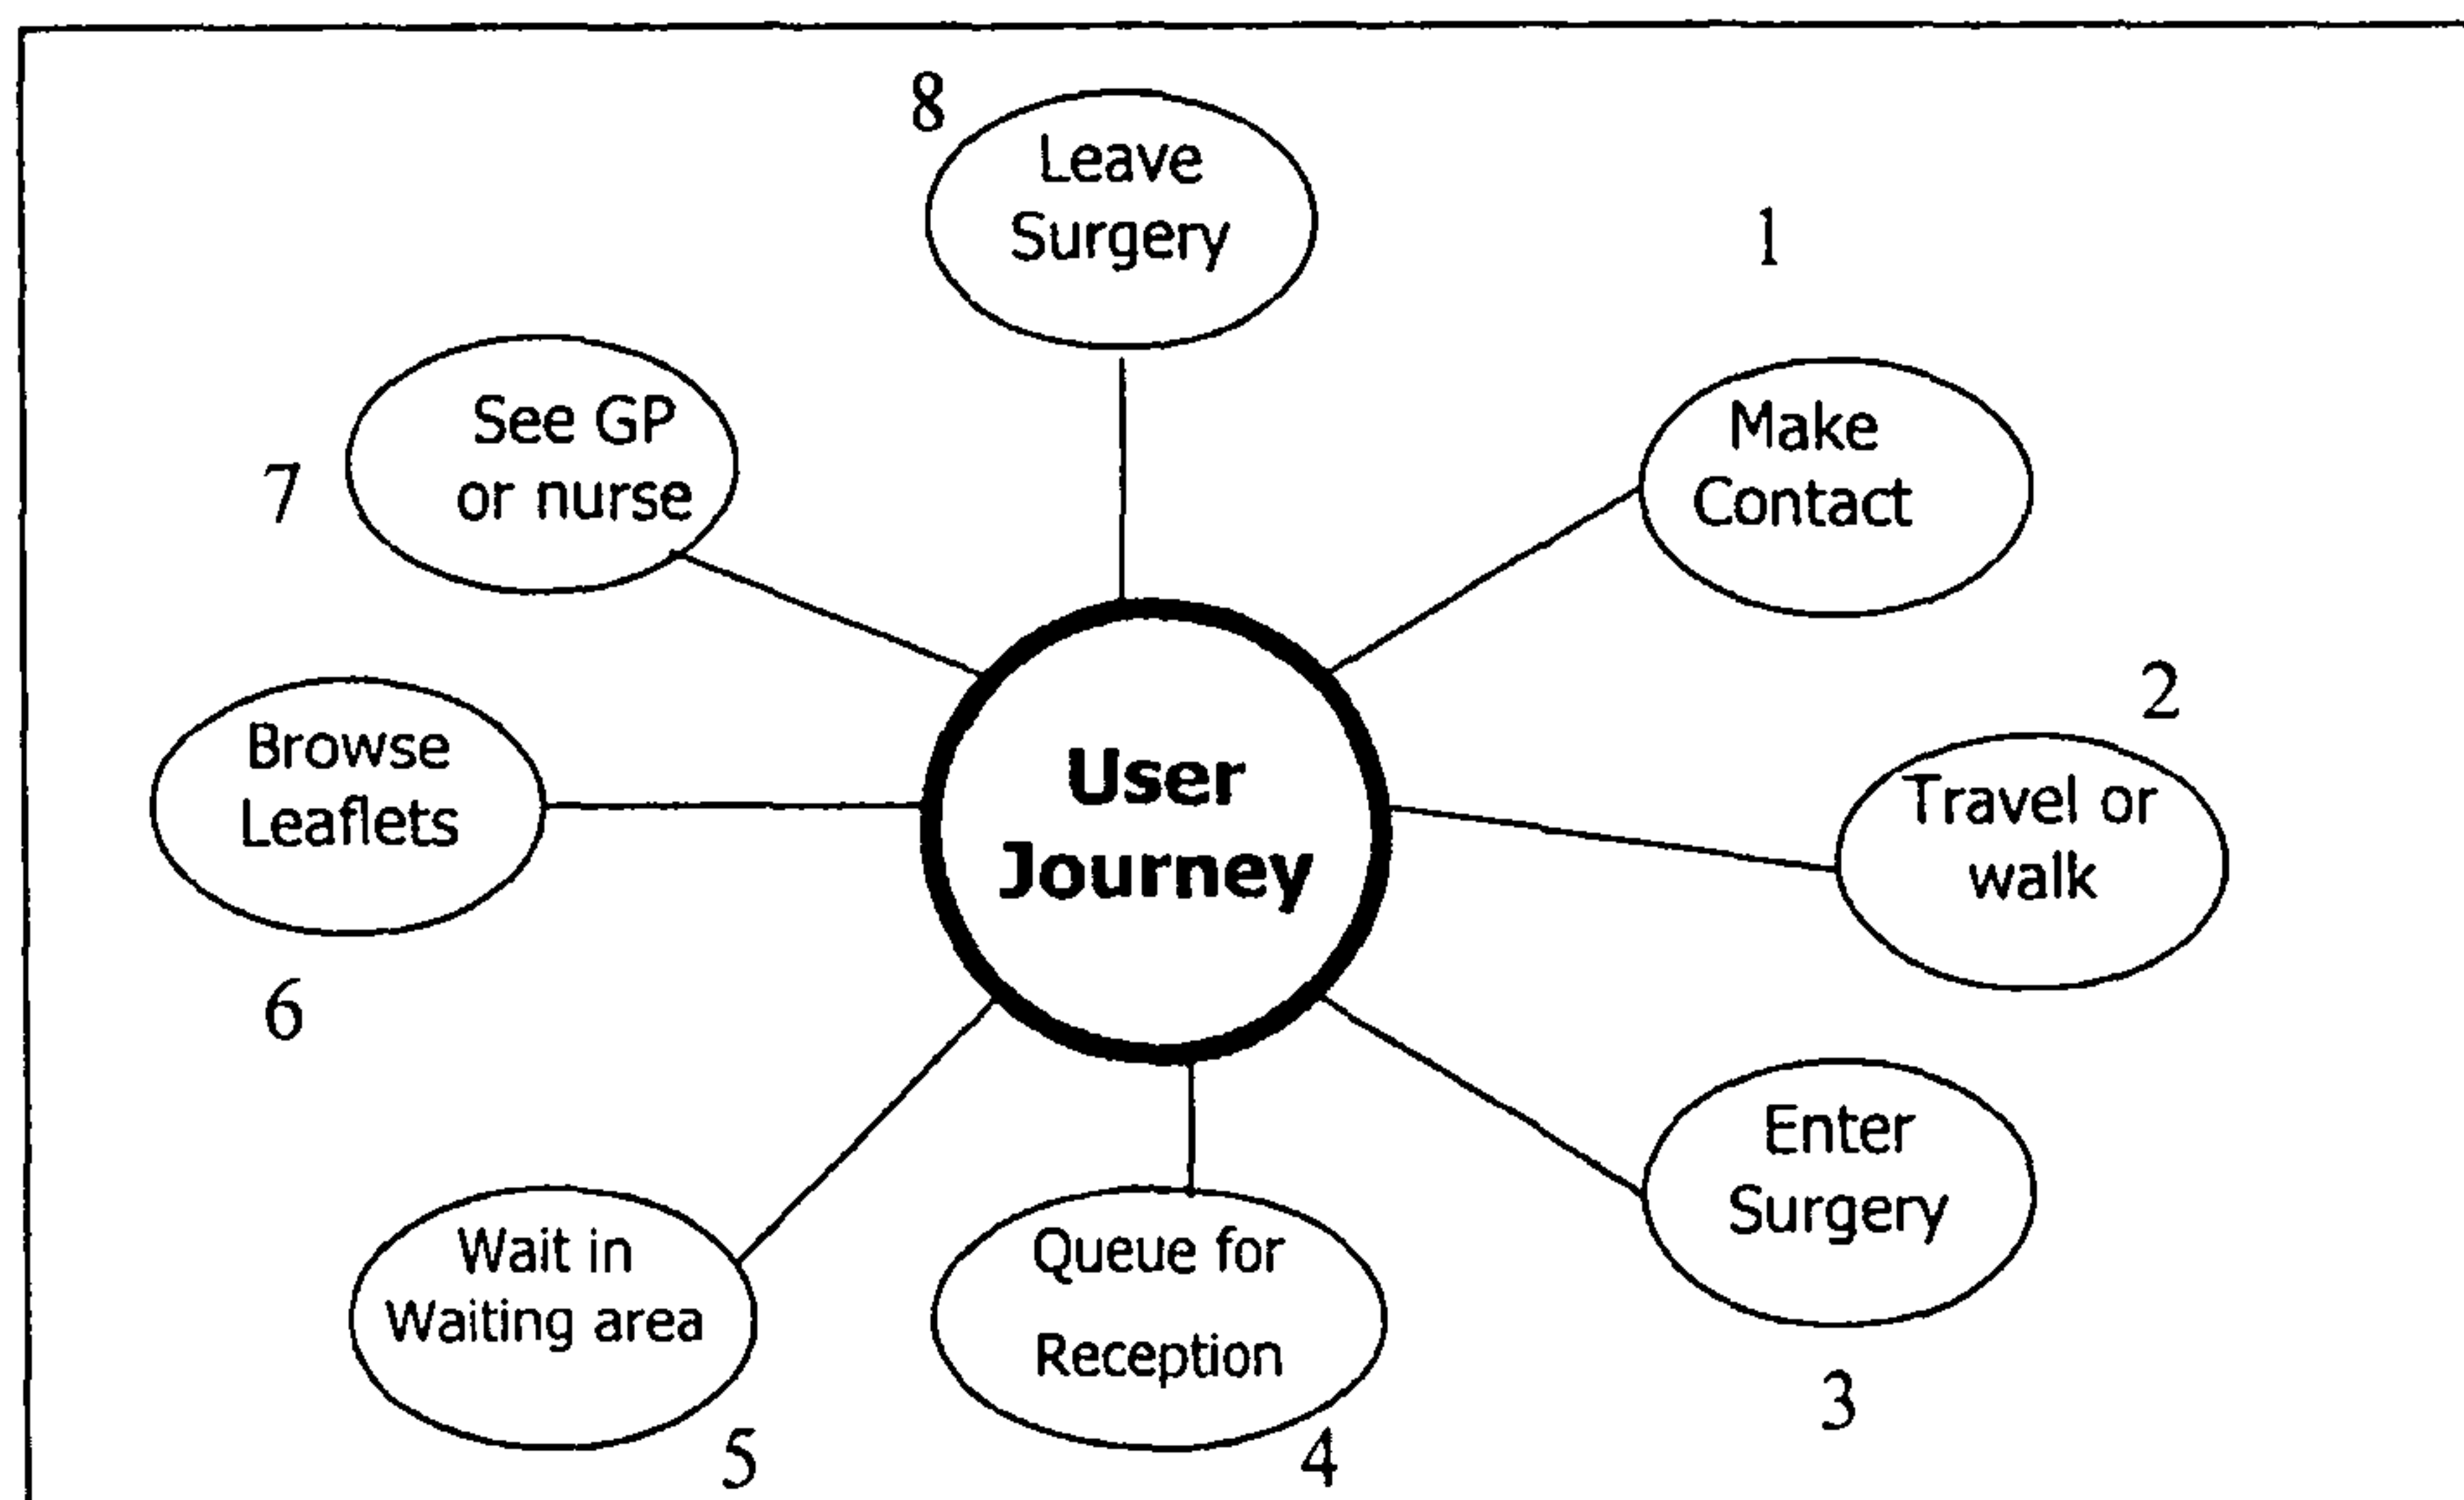 8
Leave
Surgery
1
Make
Contact
2
Travel or
walk
Enter
Surgery
3
Queue for
Reception
4
Wait in
Waiting area
5
Browse
Leaflets
6
See GP
or nurse
7
User
Journey